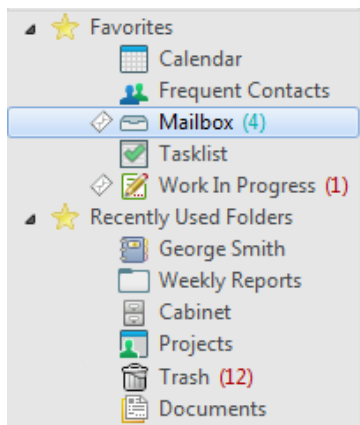 Favorites
Calendar
Frequent Contacts
Mailbox (4)
Tasklist
Work In Progress (1)
Recently Used Folders
George Smith
Weekly Reports
Cabinet
Projects
Trash (12)
Documents